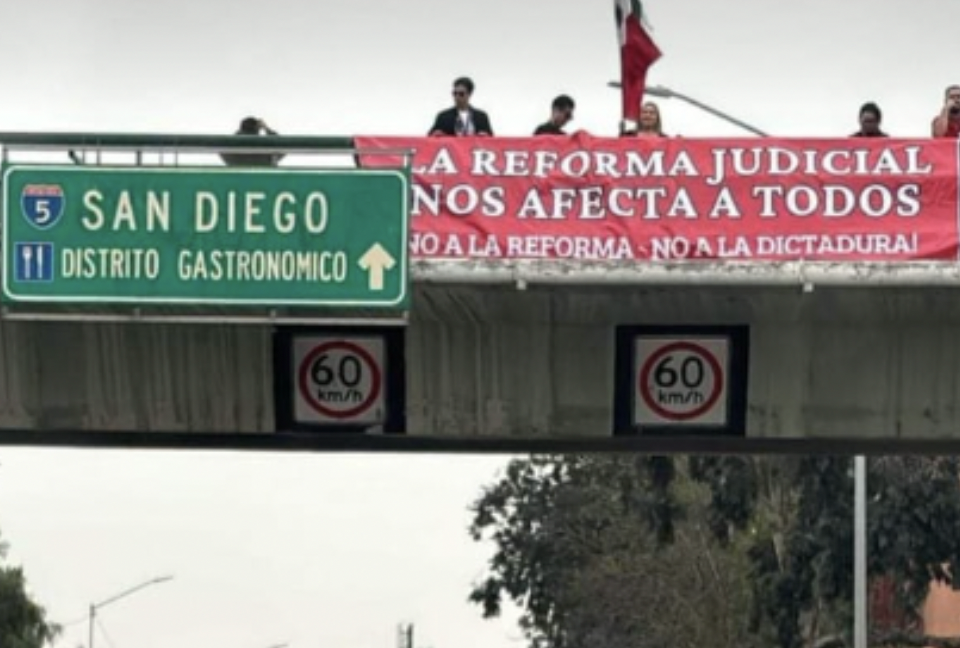 5
SAN DIEGO
DISTRITO GASTRONOMICO
LA REFORMA JUDICIAL
NOS AFECTA A TODOS
NO A LA REFORMA - NO A LA DICTADURA!
60
km/h
60
km/h